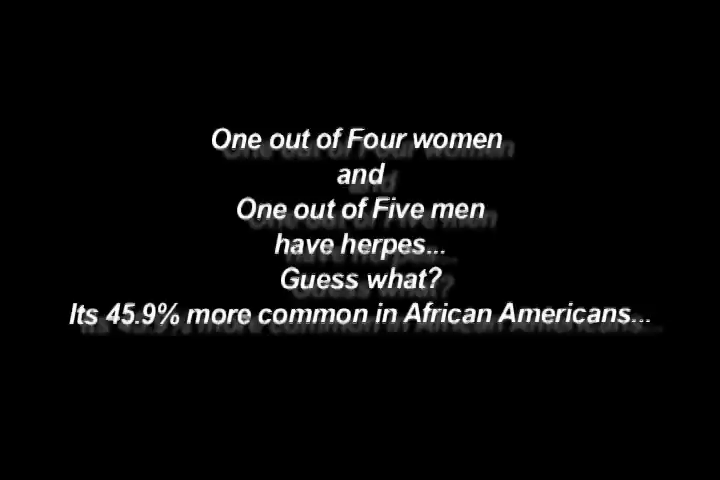 One out of Four women
and
One out of Five men
have herpes...
Guess what?
Its 45.9% more common in African Americans...